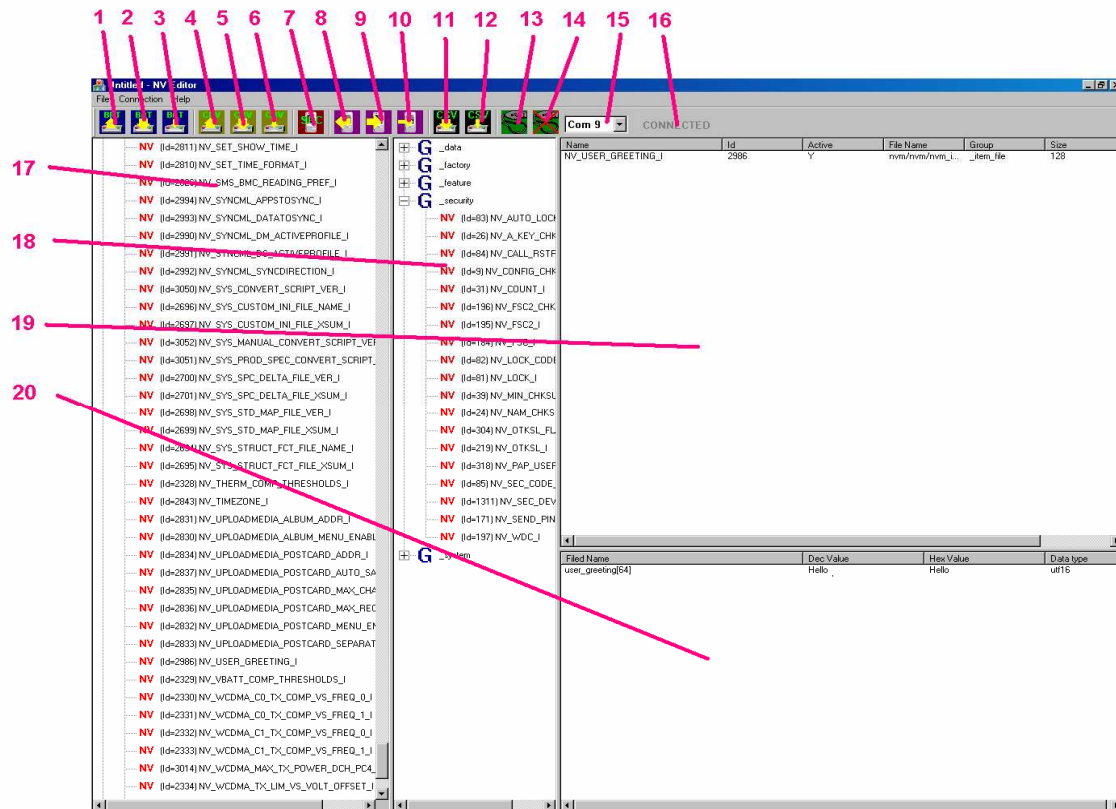 1 2 3 4 5 6 7 8 9 10 11 12 13 14 15 16
Untitled - NV Editor
File Connection Help
Com 9 CONNECTED
17
18
19
20
NV (Id=2811) NV_SET_SHOW_TIME_I
NV (Id=2810) NV_SET_TIME_FORMAT_I
NV_SMS_BMC_READING_PREF_I
NV (Id=2994) NV_SYNCML_APPSTOSYNC_I
NV (Id=2993) NV_SYNCML_DATATOSYNC_I
NV (Id=2990) NV_SYNCML_DM_ACTIVEPROFILE_I
NV (Id=2991) NV_SYNCML_DS_ACTIVEPROFILE_I
NV (Id=2992) NV_SYNCML_SYNCDIRECTION_I
NV (Id=3050) NV_SYS_CONVERT_SCRIPT_VER_I
NV (Id=2696) NV_SYS_CUSTOM_INI_FILE_NAME_I
NV (Id=2697) NV_SYS_CUSTOM_INI_FILE_XSUM_I
NV (Id=3052) NV_SYS_MANUAL_CONVERT_SCRIPT_VEF
NV (Id=3051) NV_SYS_PROD_SPEC_CONVERT_SCRIPT_
NV (Id=2700) NV_SYS_SPC_DELTA_FILE_VER_I
NV (Id=2701) NV_SYS_SPC_DELTA_FILE_XSUM_I
NV (Id=2698) NV_SYS_STD_MAP_FILE_VER_I
NV (Id=2699) NV_SYS_STD_MAP_FILE_XSUM_I
NV (Id=2694) NV_SYS_STRUCT_FCT_FILE_NAME_I
NV (Id=2695) NV_SYS_STRUCT_FCT_FILE_XSUM_I
NV (Id=2328) NV_THERM_COMP_THRESHOLDS_I
NV (Id=2843) NV_TIMEZONE_I
NV (Id=2831) NV_UPLOADMEDIA_ALBUM_ADDR_I
NV (Id=2830) NV_UPLOADMEDIA_ALBUM_MENU_ENABL
NV (Id=2834) NV_UPLOADMEDIA_POSTCARD_ADDR_I
NV (Id=2837) NV_UPLOADMEDIA_POSTCARD_AUTO_SA
NV (Id=2835) NV_UPLOADMEDIA_POSTCARD_MAX_CHA
NV (Id=2836) NV_UPLOADMEDIA_POSTCARD_MAX_REC
NV (Id=2832) NV_UPLOADMEDIA_POSTCARD_MENU_EN
NV (Id=2833) NV_UPLOADMEDIA_POSTCARD_SEPARAT
NV (Id=2986) NV_USER_GREETING_I
NV (Id=2329) NV_VBATT_COMP_THRESHOLDS_I
NV (Id=2330) NV_WCDMA_C0_TX_COMP_VS_FREQ_0_I
NV (Id=2331) NV_WCDMA_C0_TX_COMP_VS_FREQ_1_I
NV (Id=2332) NV_WCDMA_C1_TX_COMP_VS_FREQ_0_I
NV (Id=2333) NV_WCDMA_C1_TX_COMP_VS_FREQ_1_I
NV (Id=3014) NV_WCDMA_MAX_TX_POWER_DCH_PC4_
NV (Id=2334) NV_WCDMA_TX_LIM_VS_VOLT_OFFSET_I
G _data
G _factory
G _feature
G _security
NV (Id=83) NV_AUTO_LOCK
NV (Id=26) NV_A_KEY_CHK
NV (Id=84) NV_CALL_RSTF
NV (Id=9) NV_CONFIG_CHK
NV (Id=31) NV_COUNT_I
NV (Id=196) NV_FSC2_CHK
NV (Id=195) NV_FSC2_I
NV (Id=184) NV_FSC_I
NV (Id=82) NV_LOCK_CODE
NV (Id=81) NV_LOCK_I
NV (Id=39) NV_MIN_CHKSU
NV (Id=24) NV_NAM_CHKS
NV (Id=304) NV_OTKSL_FL
NV (Id=219) NV_OTKSL_I
NV (Id=318) NV_PAP_USEF
NV (Id=85) NV_SEC_CODE_
NV (Id=1311) NV_SEC_DEV
NV (Id=171) NV_SEND_PIN
NV (Id=197) NV_WDC_I
G _system
Name Id Active File Name Group Size
NV_USER_GREETING_I 2986 Y nvm/nvm/nvm_i... _item_file 128
Filed Name Dec Value Hex Value Data type
user_greeting[64] Hello Hello utf16